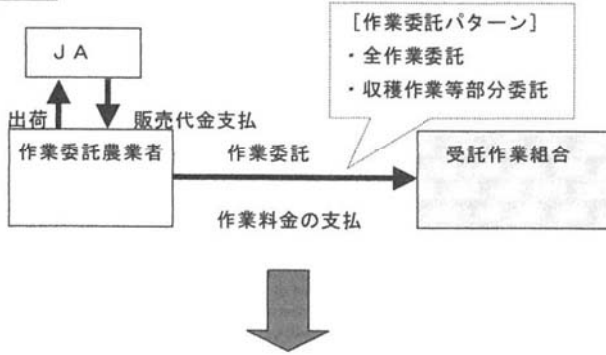 JA
[作業委託パターン]
・全作業委託
・収穫作業等部分委託
出荷
販売代金支払
作業委託農業者
作業委託
受託作業組合
作業料金の支払